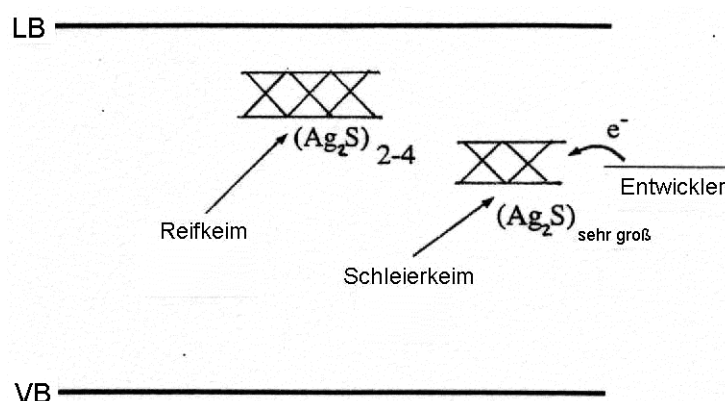 LB
(Ag₂S) 2-4
e⁻
Entwickler
Reifkeim
(Ag₂S) sehr groß
Schleierkeim
VB